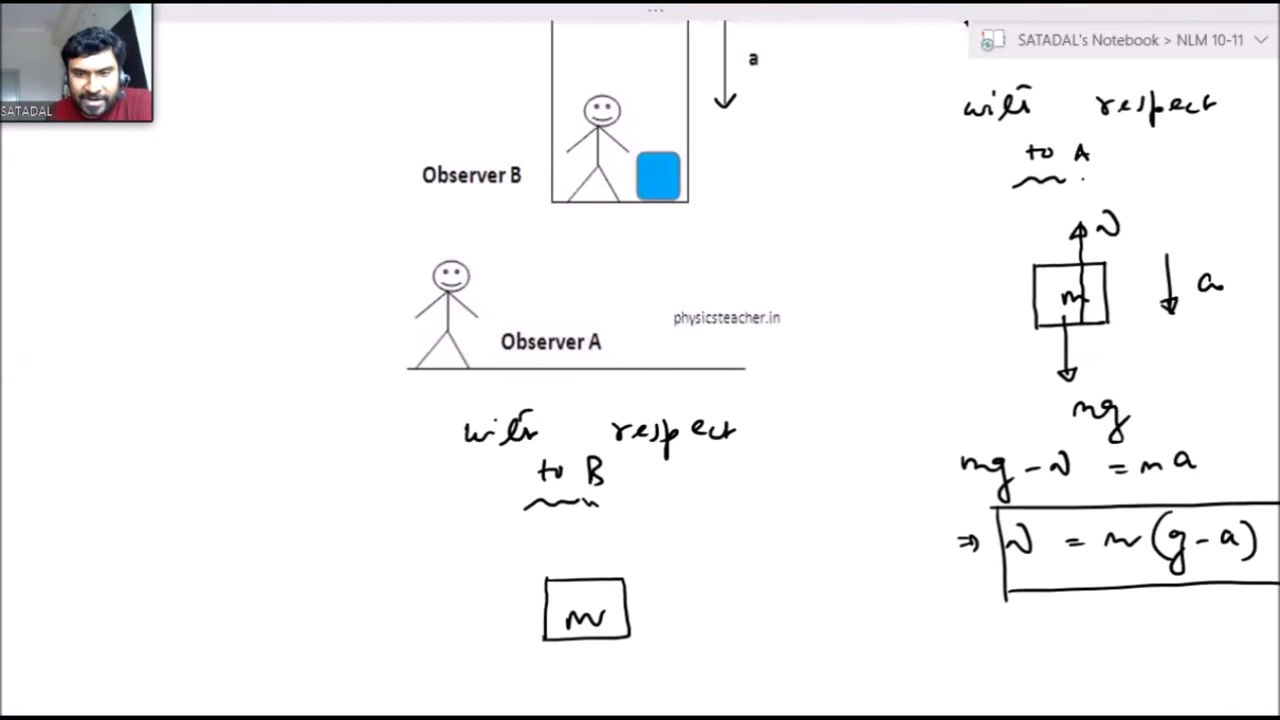 SATADAL
SATADAL's Notebook > NLM 10-11
a
Observer B
Observer A
physicsteacher.in
with respect
to A
N
m
a
mg
mg - N = ma
⇒ N = m(g - a)
with respect
to B
m